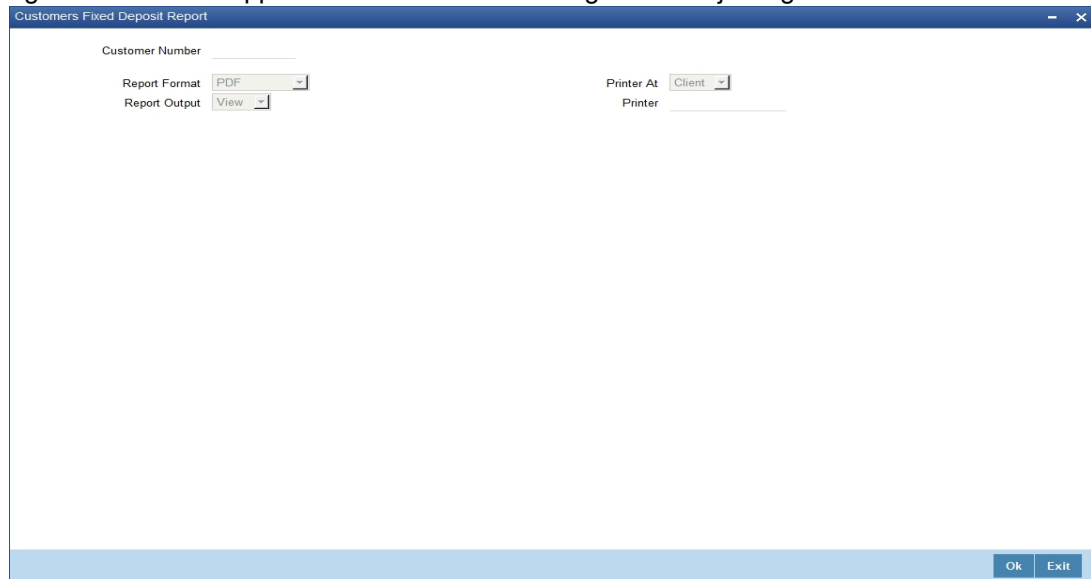 Customers Fixed Deposit Report
Customer Number
Report Format PDF Printer At Client
Report Output View Printer
Ok Exit